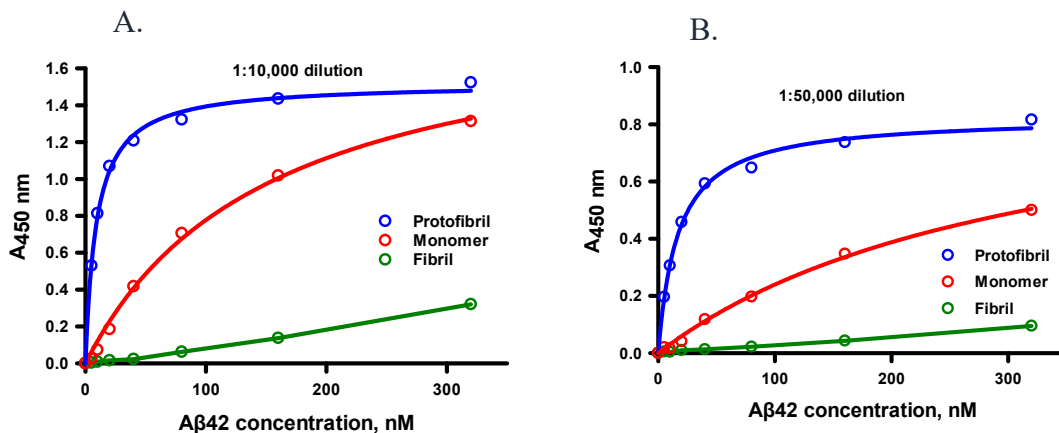 A.
1:10,000 dilution
A450 nm
1.6
1.4
1.2
1.0
0.8
0.6
0.4
0.2
0.0
Protofibril
Monomer
Fibril
0
100
200
300
Aβ42 concentration, nM
B.
1:50,000 dilution
A450 nm
1.0
0.8
0.6
0.4
0.2
0.0
Protofibril
Monomer
Fibril
0
100
200
300
Aβ42 concentration, nM